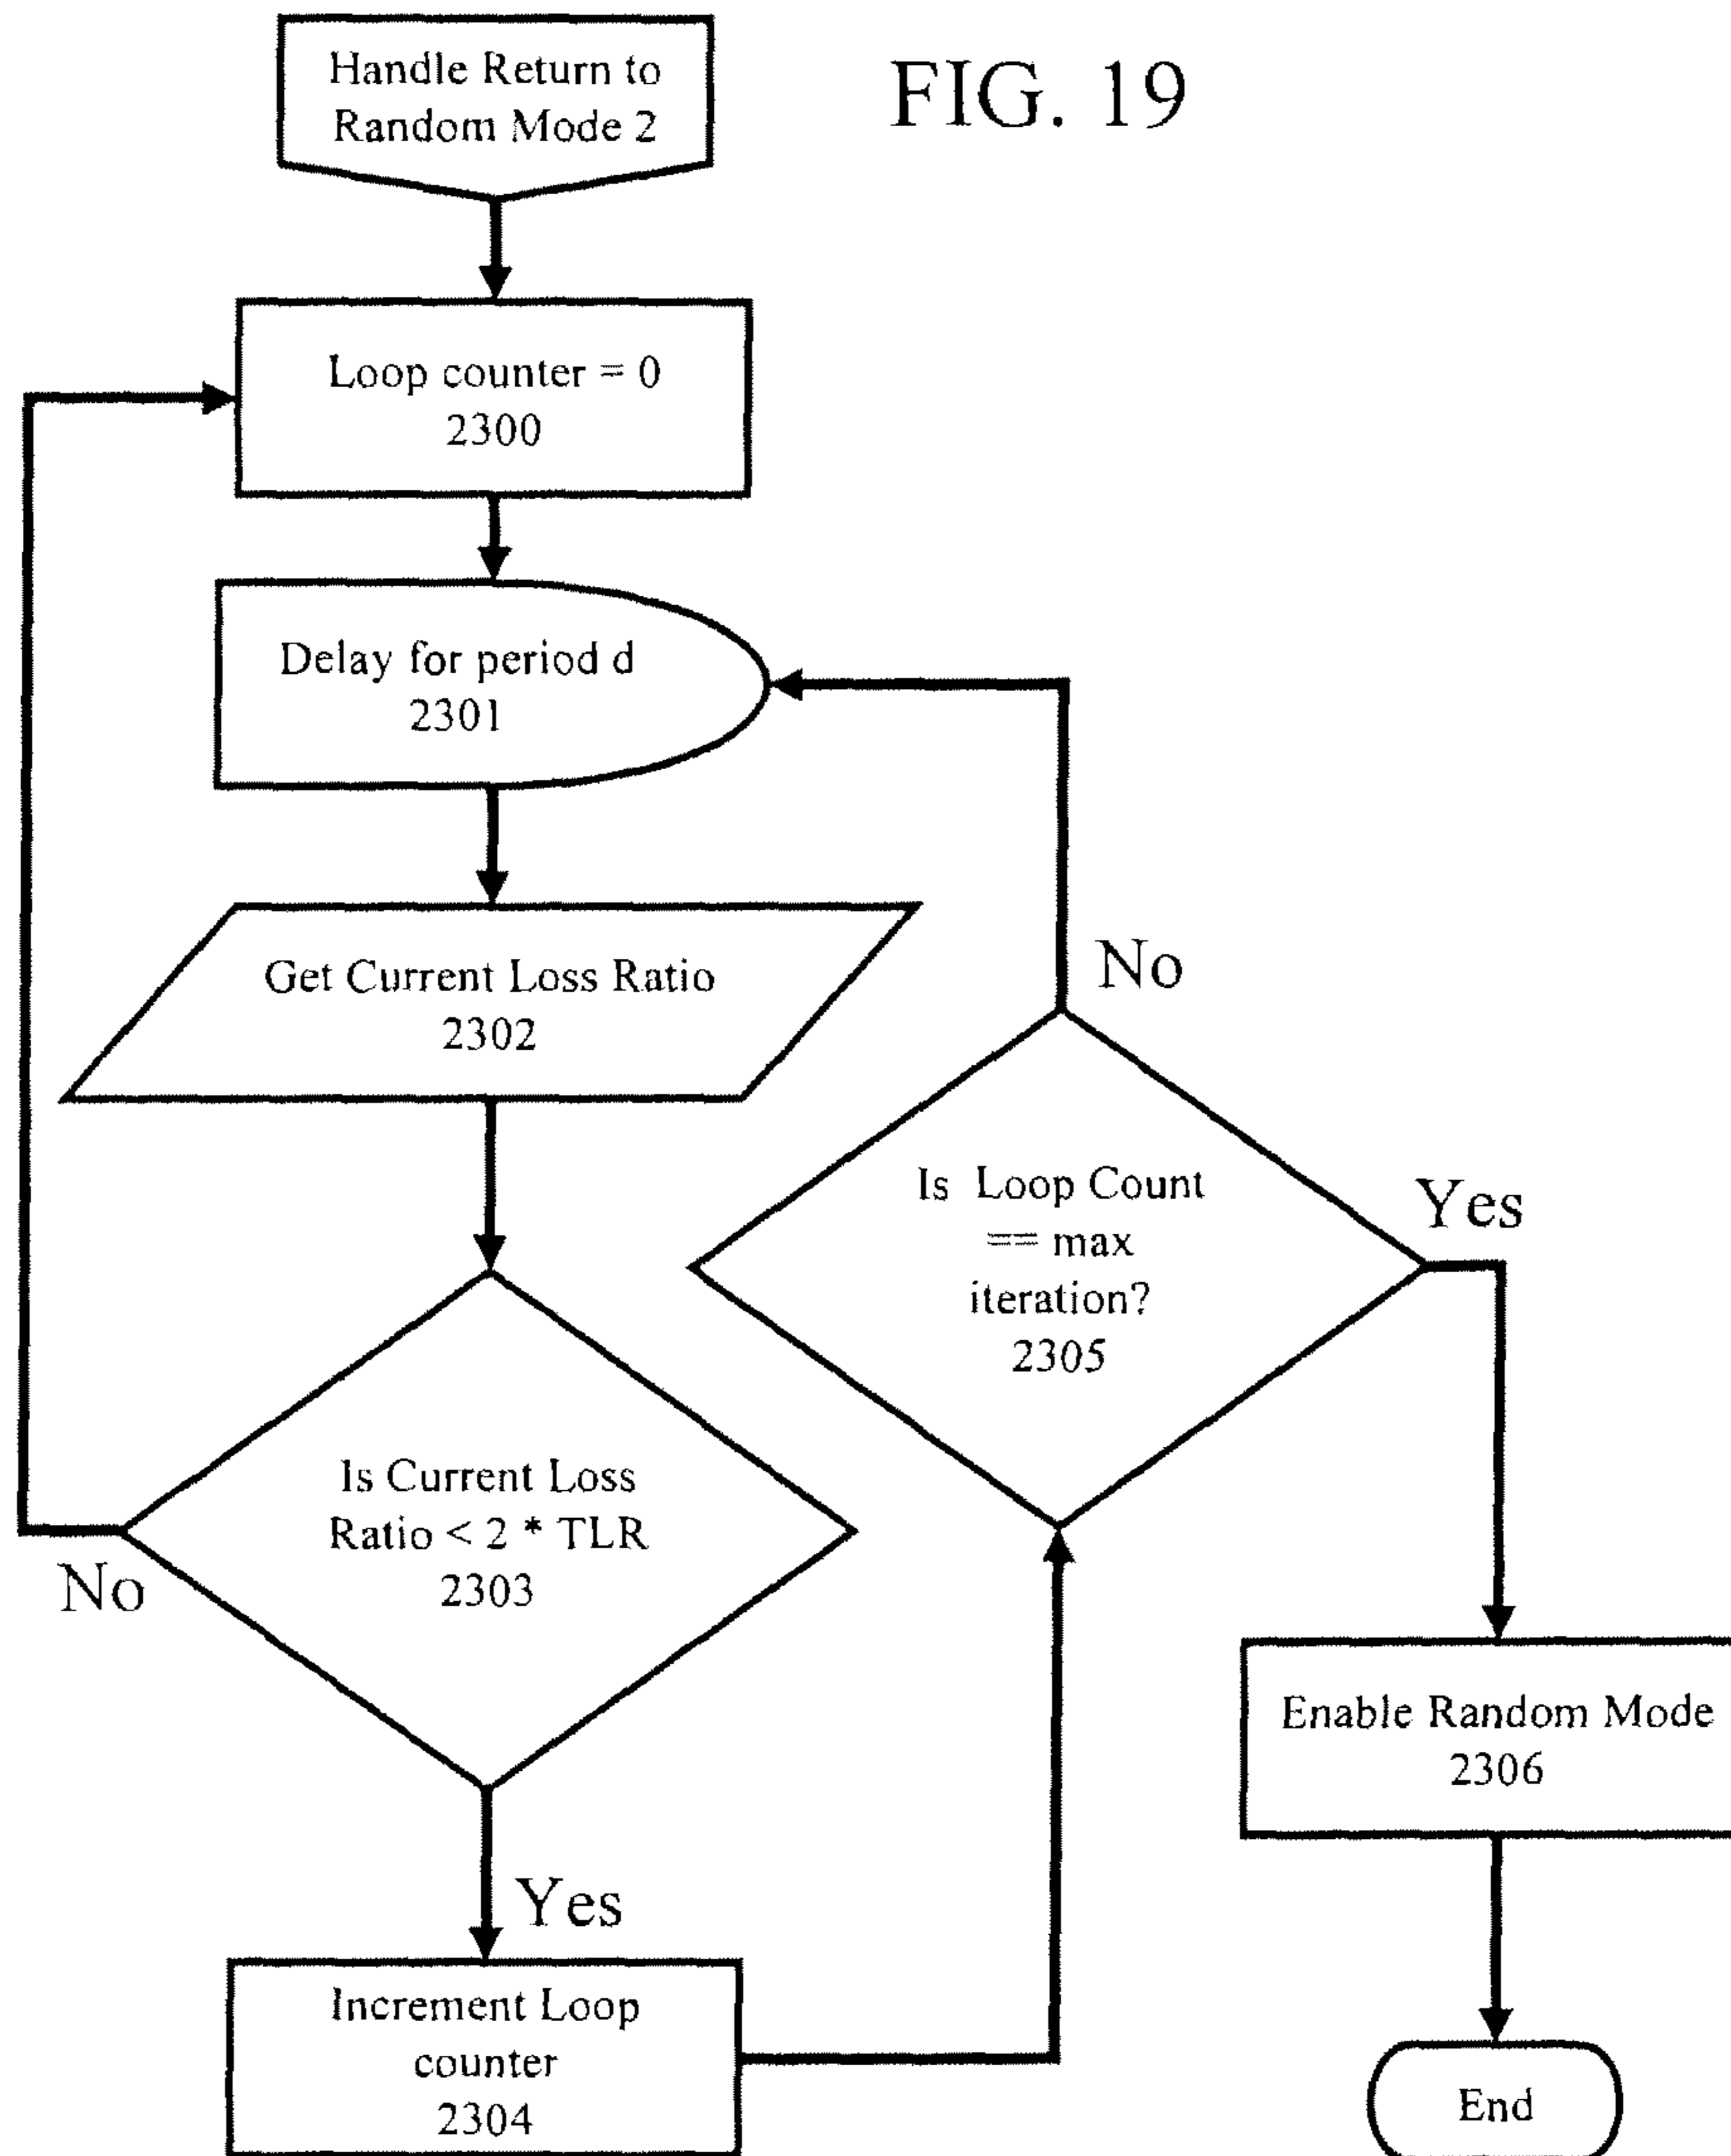 Handle Return to
Random Mode 2
FIG. 19
Loop counter = 0
2300
Delay for period d
2301
Get Current Loss Ratio
2302
No
Is Loop Count
== max
iteration?
2305
Yes
Is Current Loss
Ratio < 2 * TLR
2303
No
Yes
Enable Random Mode
2306
Increment Loop
counter
2304
End